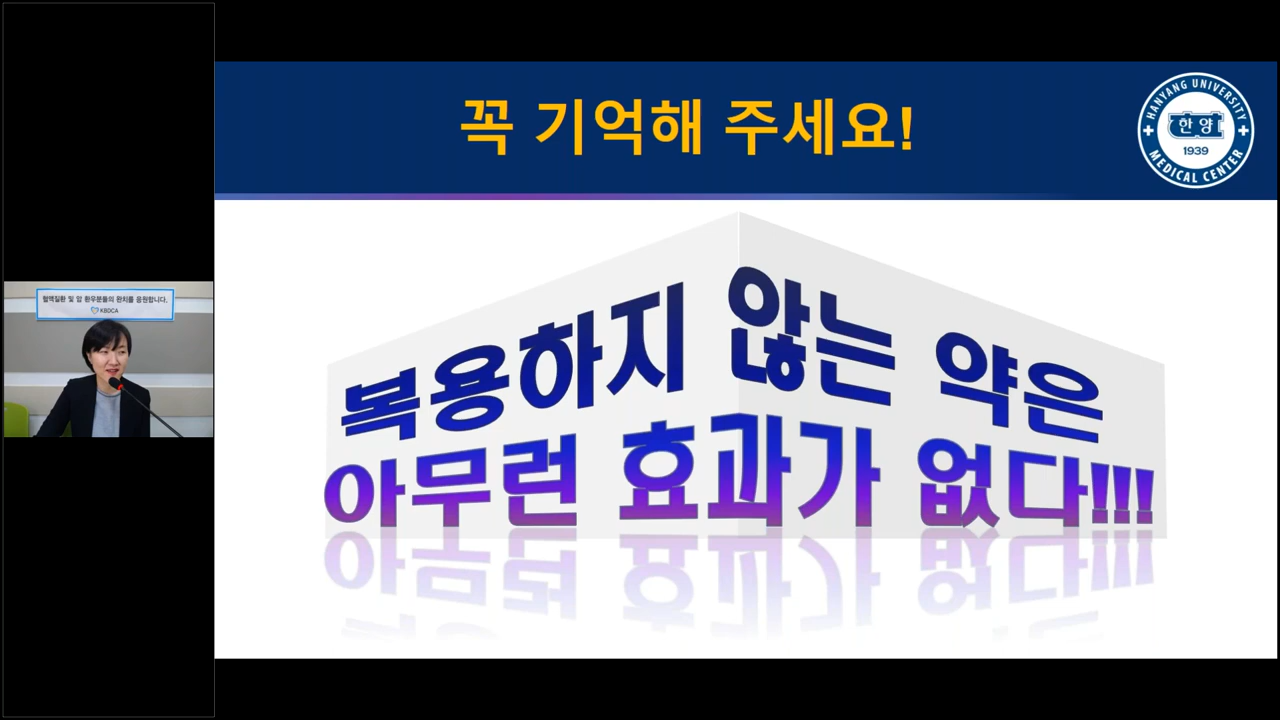 꼭 기억해 주세요!
HANYANG UNIVERSITY
한양
1939
MEDICAL CENTER
복용하지 않는 약은
아무런 효과가 없다!!!
혈액질환 및 암 환우분들의 완치를 응원합니다.
KBDCA